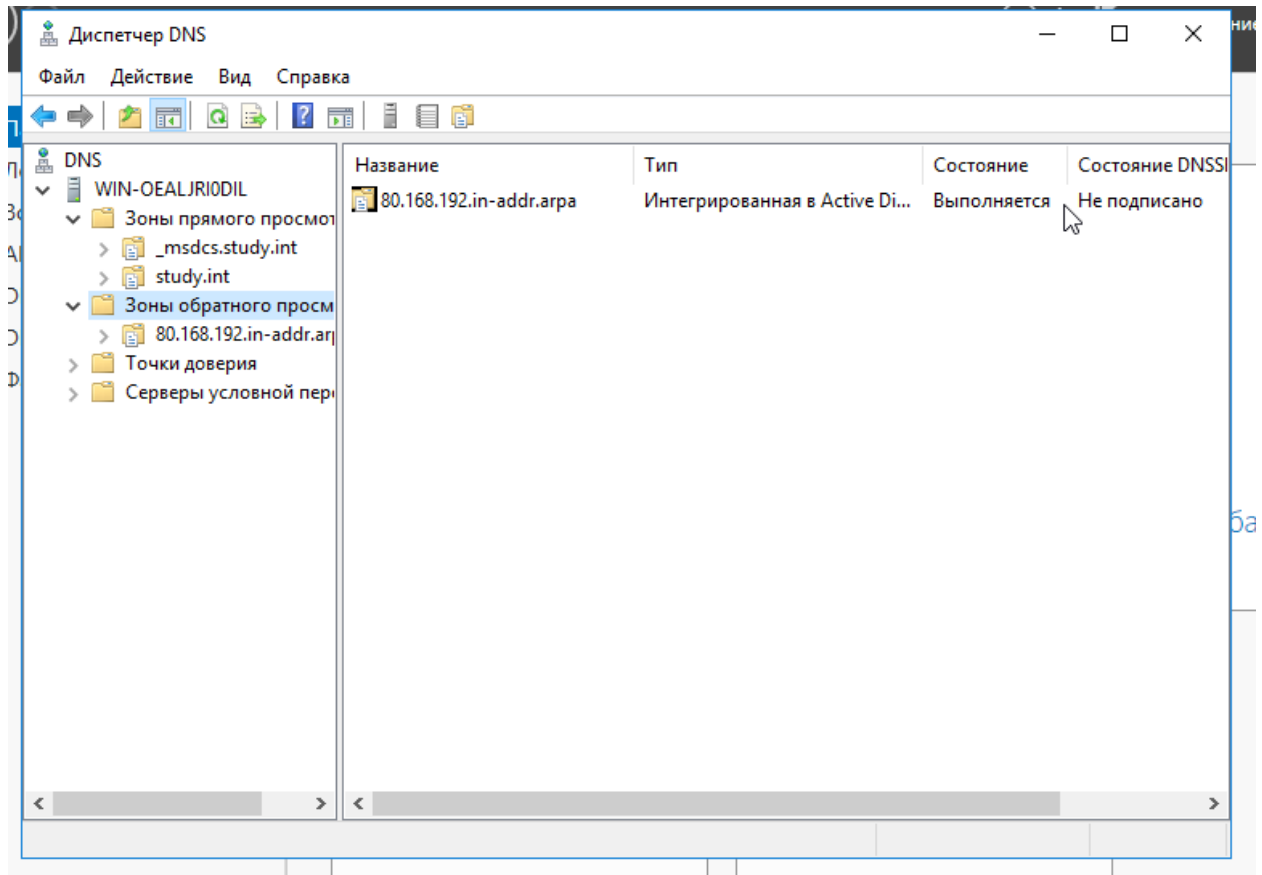 Диспетчер DNS
Файл Действие Вид Справка
DNS
WIN-OEALJRI0DIL
Зоны прямого просмот
_msdcs.study.int
study.int
Зоны обратного просм
80.168.192.in-addr.ar
Точки доверия
Серверы условной пер
Название Тип Состояние Состояние DNSSI
80.168.192.in-addr.arpa Интегрированная в Active Di... Выполняется Не подписано
ба